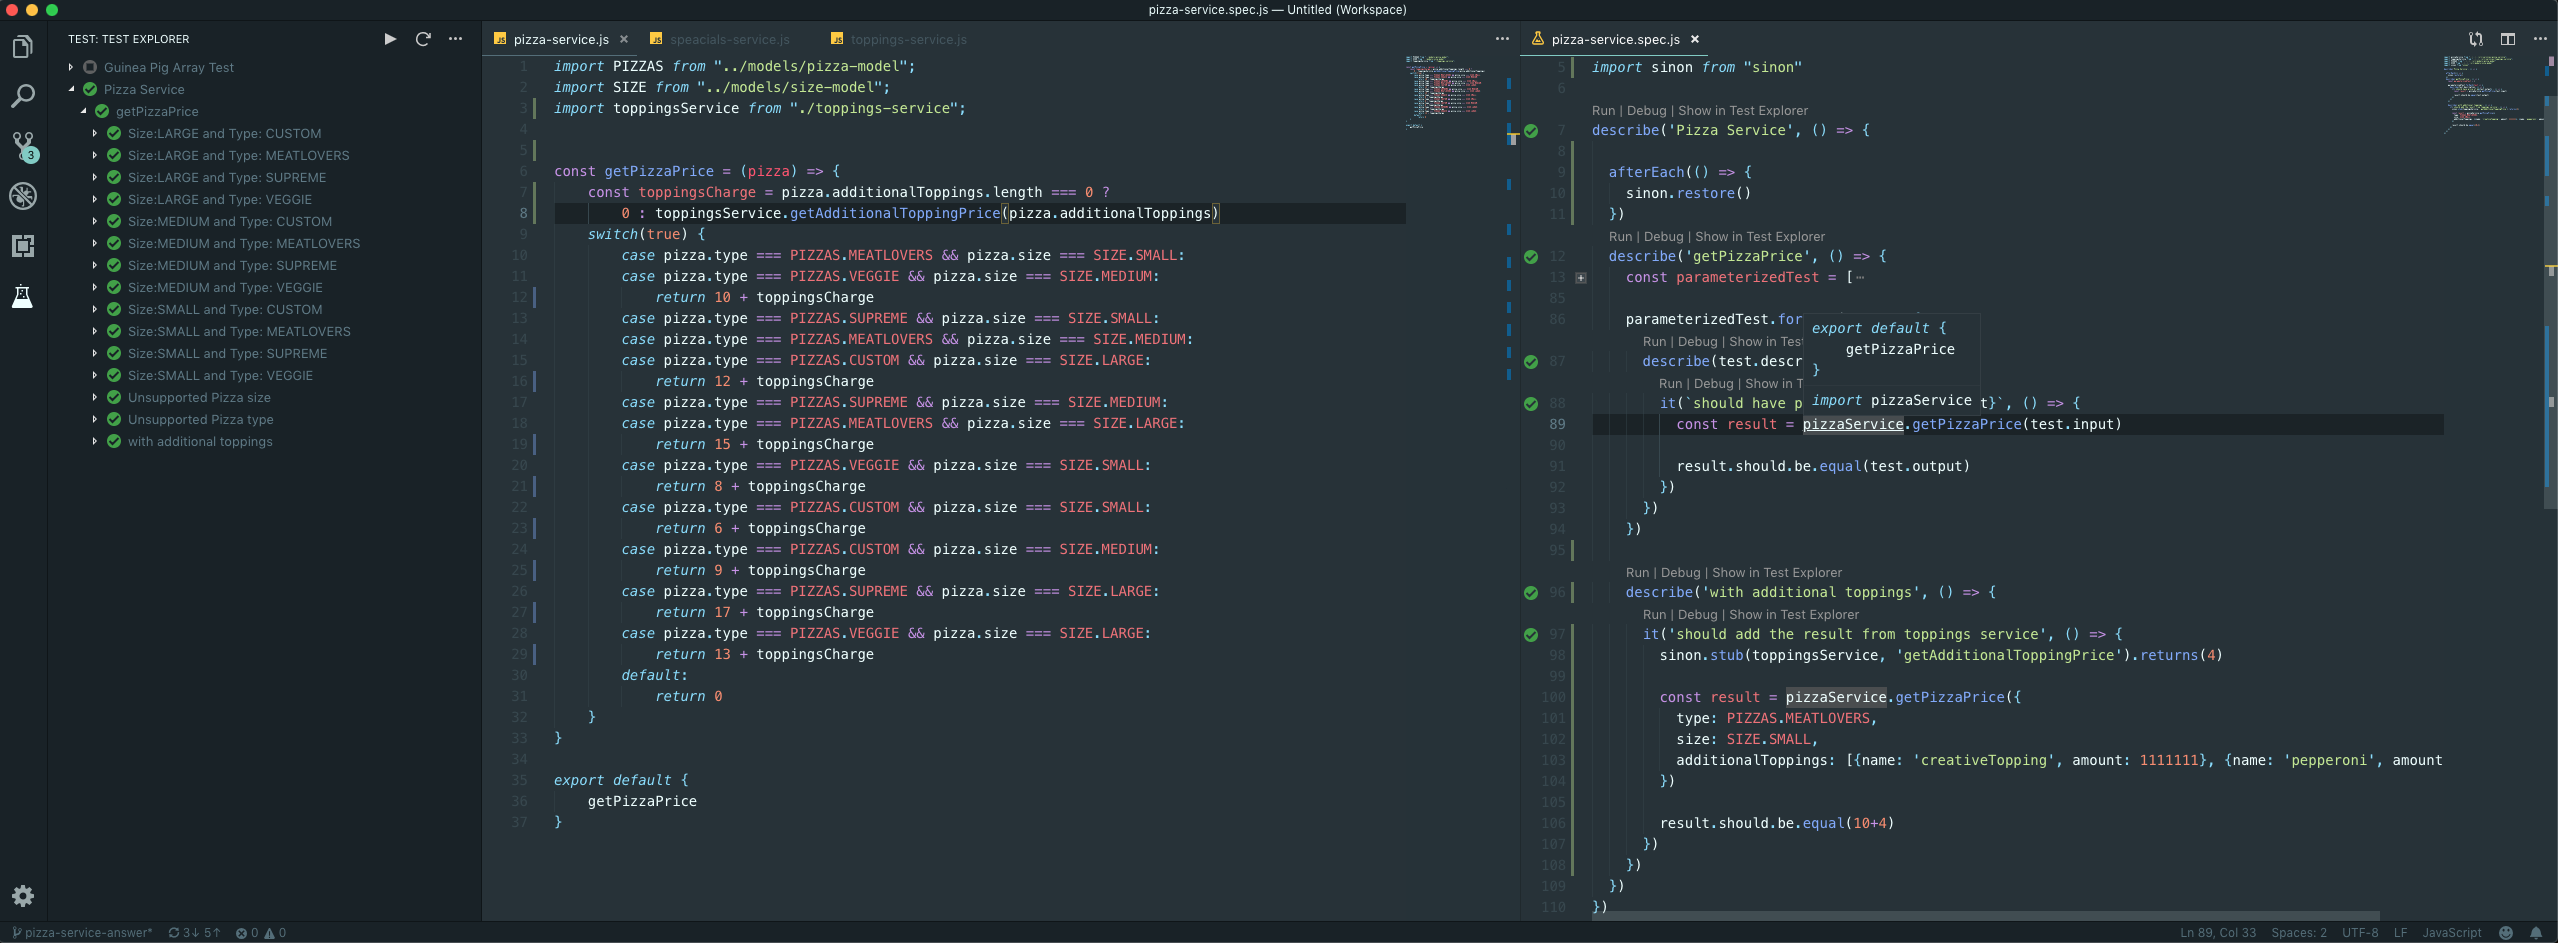 pizza-service.spec.js — Untitled (Workspace)
TEST: TEST EXPLORER
Guinea Pig Array Test
Pizza Service
getPizzaPrice
Size:LARGE and Type: CUSTOM
Size:LARGE and Type: MEATLOVERS
Size:LARGE and Type: SUPREME
Size:LARGE and Type: VEGGIE
Size:MEDIUM and Type: CUSTOM
Size:MEDIUM and Type: MEATLOVERS
Size:MEDIUM and Type: SUPREME
Size:MEDIUM and Type: VEGGIE
Size:SMALL and Type: CUSTOM
Size:SMALL and Type: MEATLOVERS
Size:SMALL and Type: SUPREME
Size:SMALL and Type: VEGGIE
Unsupported Pizza size
Unsupported Pizza type
with additional toppings
3
pizza-service.js
speacials-service.js
toppings-service.js
1 import PIZZAS from "../models/pizza-model";
2 import SIZE from "../models/size-model";
3 import toppingsService from "./toppings-service";
4
5
6 const getPizzaPrice = (pizza) => {
7 const toppingsCharge = pizza.additionalToppings.length === 0 ?
8 0 : toppingsService.getAdditionalToppingPrice(pizza.additionalToppings)
9 switch(true) {
10 case pizza.type === PIZZAS.MEATLOVERS && pizza.size === SIZE.SMALL:
11 case pizza.type === PIZZAS.VEGGIE && pizza.size === SIZE.MEDIUM:
12 return 10 + toppingsCharge
13 case pizza.type === PIZZAS.SUPREME && pizza.size === SIZE.SMALL:
14 case pizza.type === PIZZAS.MEATLOVERS && pizza.size === SIZE.MEDIUM:
15 case pizza.type === PIZZAS.CUSTOM && pizza.size === SIZE.LARGE:
16 return 12 + toppingsCharge
17 case pizza.type === PIZZAS.SUPREME && pizza.size === SIZE.MEDIUM:
18 case pizza.type === PIZZAS.MEATLOVERS && pizza.size === SIZE.LARGE:
19 return 15 + toppingsCharge
20 case pizza.type === PIZZAS.VEGGIE && pizza.size === SIZE.SMALL:
21 return 8 + toppingsCharge
22 case pizza.type === PIZZAS.CUSTOM && pizza.size === SIZE.SMALL:
23 return 6 + toppingsCharge
24 case pizza.type === PIZZAS.CUSTOM && pizza.size === SIZE.MEDIUM:
25 return 9 + toppingsCharge
26 case pizza.type === PIZZAS.SUPREME && pizza.size === SIZE.LARGE:
27 return 17 + toppingsCharge
28 case pizza.type === PIZZAS.VEGGIE && pizza.size === SIZE.LARGE:
29 return 13 + toppingsCharge
30 default:
31 return 0
32 }
33 }
34
35 export default {
36 getPizzaPrice
37 }
pizza-service.spec.js
5 import sinon from "sinon"
6
Run | Debug | Show in Test Explorer
7 describe('Pizza Service', () => {
8
9 afterEach(() => {
10 sinon.restore()
11 })
Run | Debug | Show in Test Explorer
12 describe('getPizzaPrice', () => {
13 const parameterizedTest = [⋯
85
86 parameterizedTest.for
export default {
getPizzaPrice
}
import pizzaService
Run | Debug | Show in Test
87 describe(test.descr
Run | Debug | Show in T
88 it(`should have p t}`, () => {
89 const result = pizzaService.getPizzaPrice(test.input)
90
91 result.should.be.equal(test.output)
92 })
93 })
94 })
95
Run | Debug | Show in Test Explorer
96 describe('with additional toppings', () => {
Run | Debug | Show in Test Explorer
97 it('should add the result from toppings service', () => {
98 sinon.stub(toppingsService, 'getAdditionalToppingPrice').returns(4)
99
100 const result = pizzaService.getPizzaPrice({
101 type: PIZZAS.MEATLOVERS,
102 size: SIZE.SMALL,
103 additionalToppings: [{name: 'creativeTopping', amount: 1111111}, {name: 'pepperoni', amount
104 })
105
106 result.should.be.equal(10+4)
107 })
108 })
109 })
110 })
pizza-service-answer* 3↓ 5↑ 0 0
Ln 89, Col 33 Spaces: 2 UTF-8 LF JavaScript